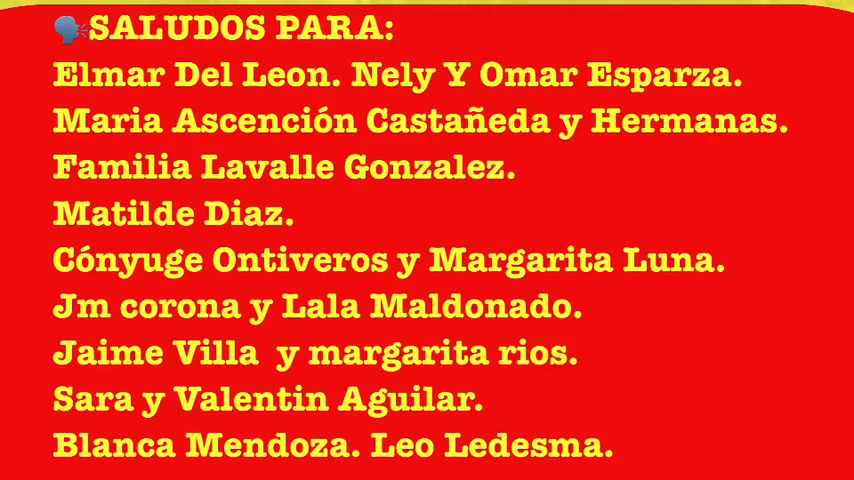 🗣️SALUDOS PARA:
Elmar Del Leon. Nely Y Omar Esparza.
Maria Ascención Castañeda y Hermanas.
Familia Lavalle Gonzalez.
Matilde Diaz.
Cónyuge Ontiveros y Margarita Luna.
Jm corona y Lala Maldonado.
Jaime Villa  y margarita rios.
Sara y Valentin Aguilar.
Blanca Mendoza. Leo Ledesma.